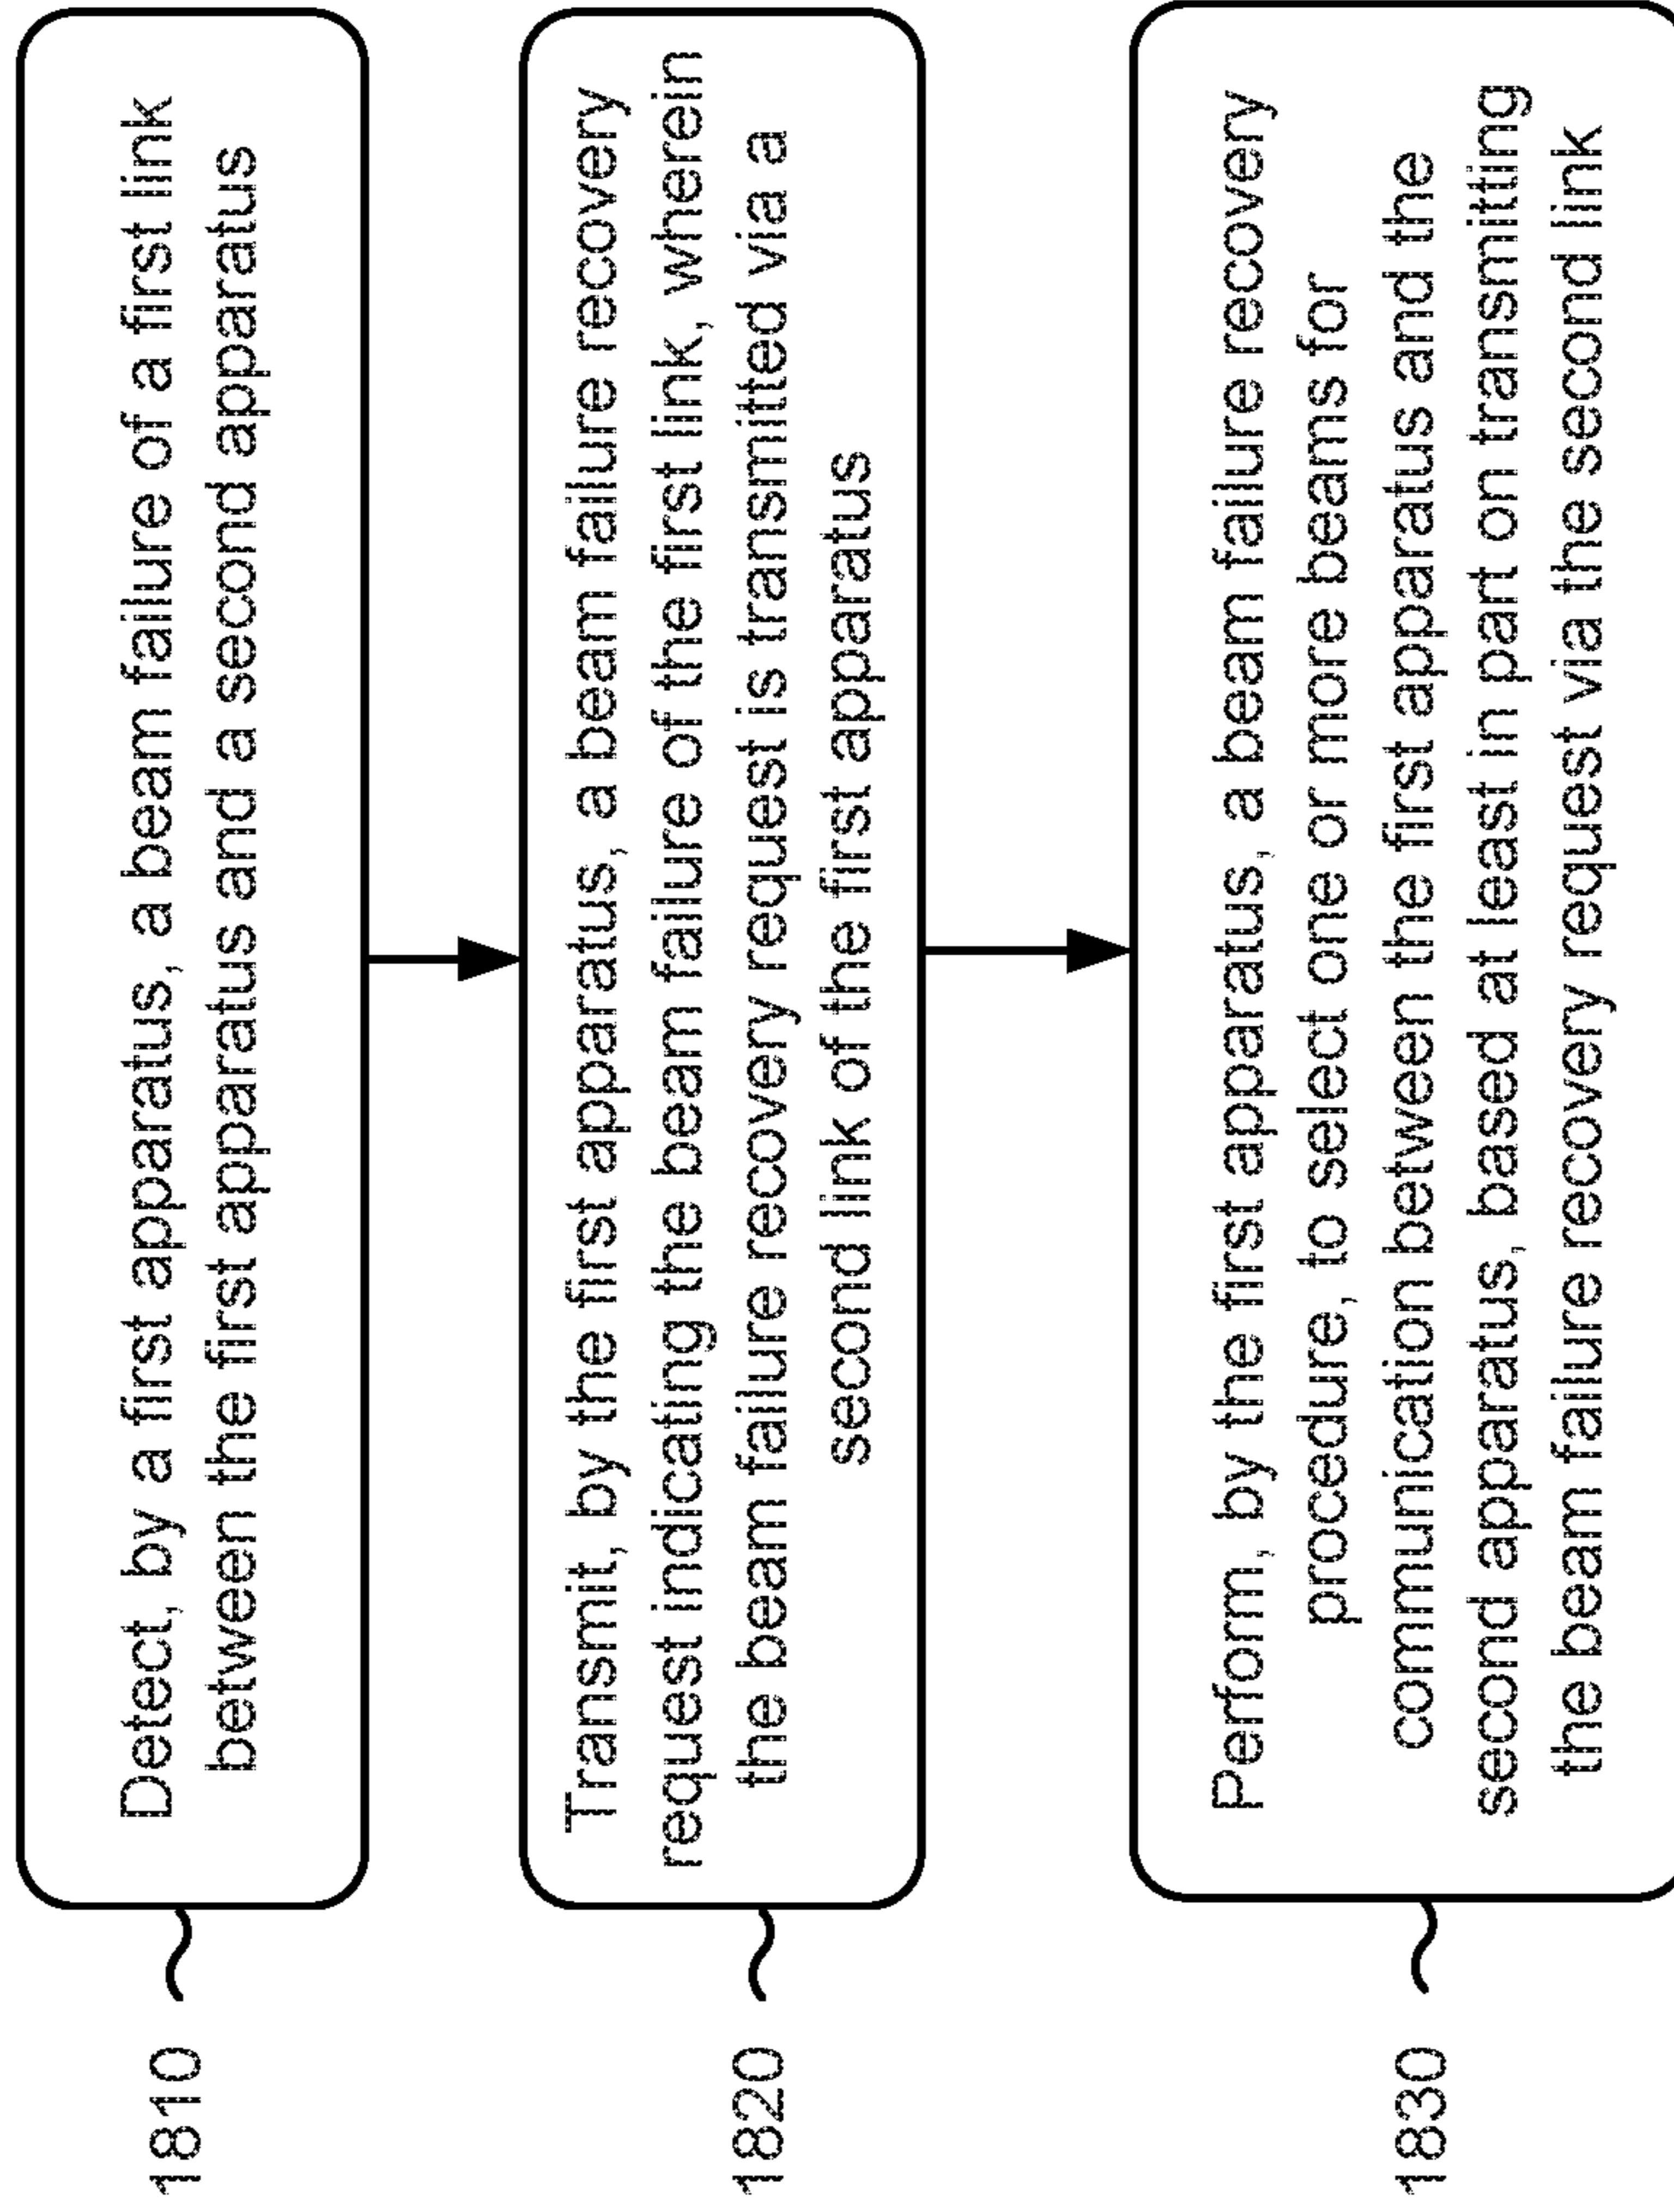 1810
Detect, by a first apparatus, a beam failure of a first link
between the first apparatus and a second apparatus
1820
Transmit, by the first apparatus, a beam failure recovery
request indicating the beam failure of the first link, wherein
the beam failure recovery request is transmitted via a
second link of the first apparatus
1830
Perform, by the first apparatus, a beam failure recovery
procedure, to select one or more beams for
communication between the first apparatus and the
second apparatus, based at least in part on transmitting
the beam failure recovery request via the second link